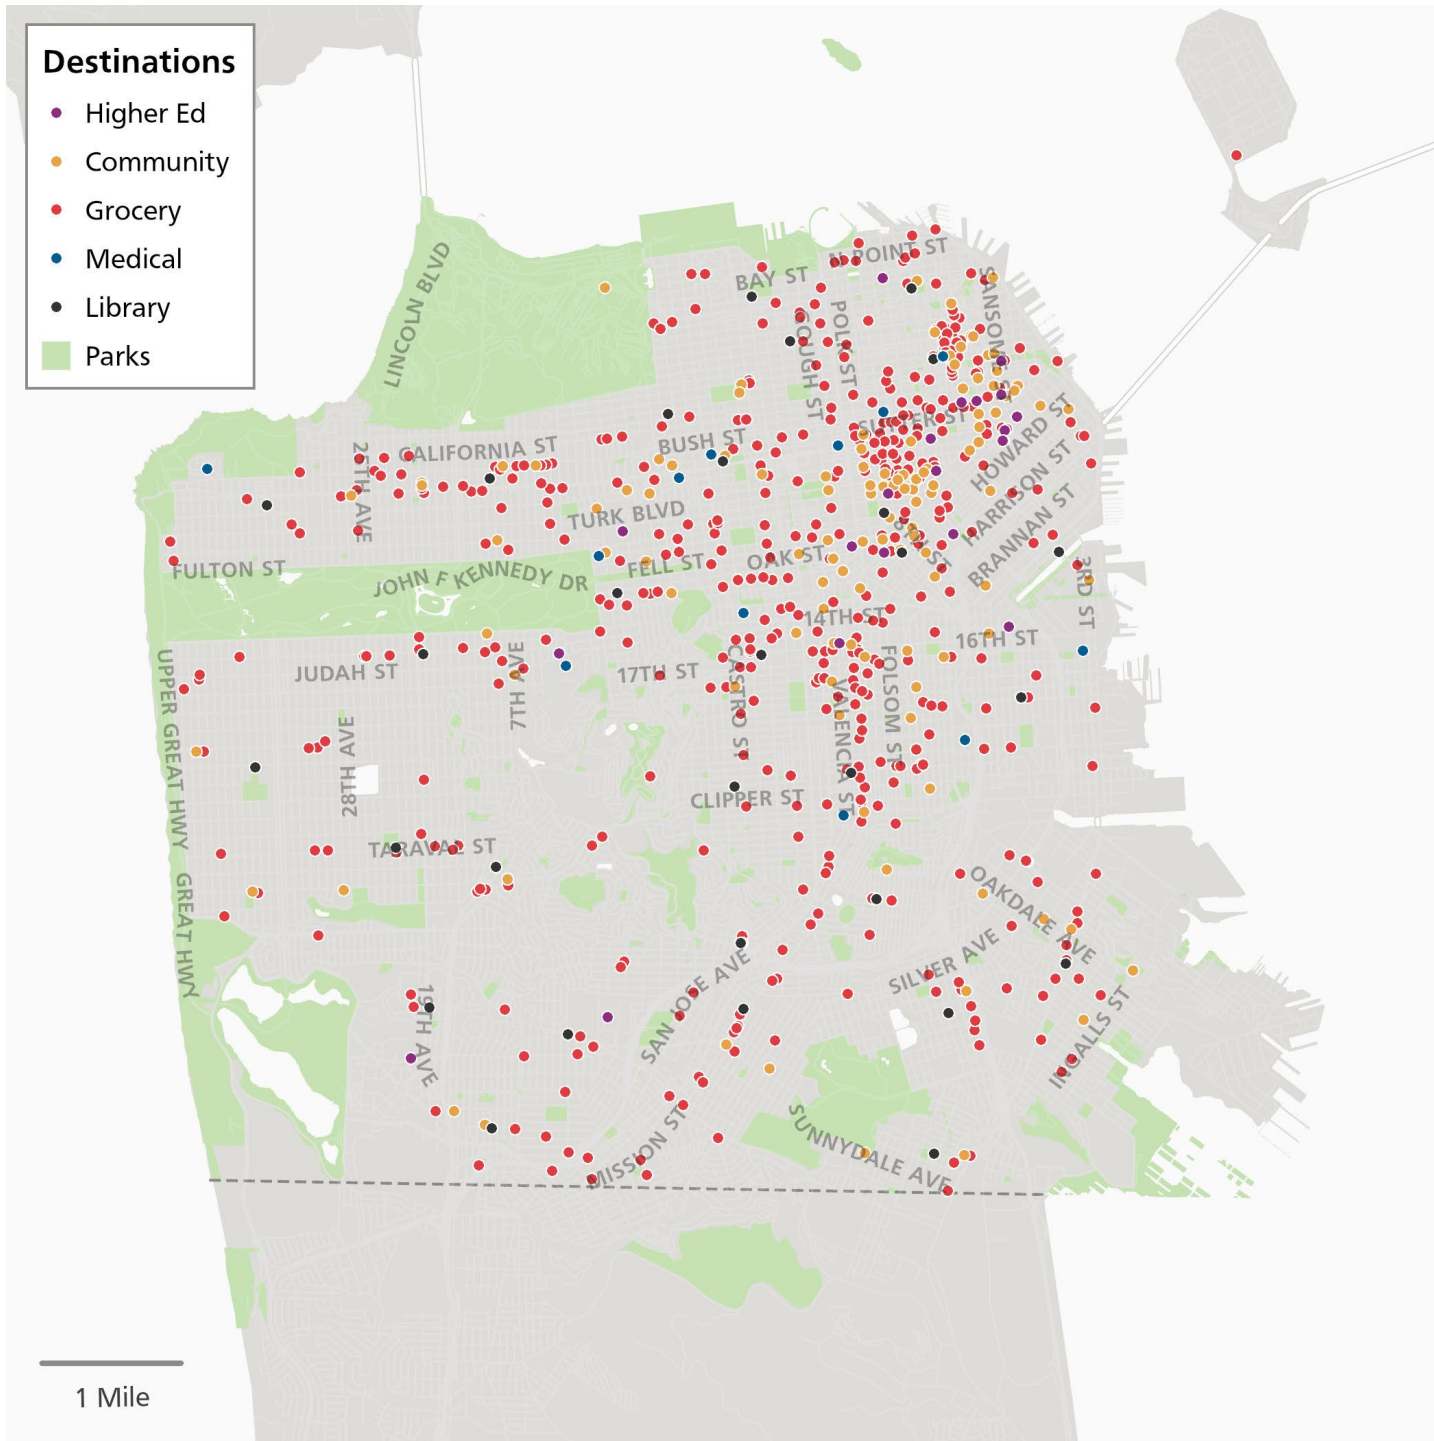 Destinations
Higher Ed
Community
Grocery
Medical
Library
Parks
N POINT ST
BAY ST
SANSOME ST
LINCOLN BLVD
POLK ST
GOUGH ST
SUTTER ST
HOWARD ST
CALIFORNIA ST
BUSH ST
25TH AVE
HARRISON ST
TURK BLVD
8TH ST
BRANNAN ST
FULTON ST
JOHN F KENNEDY DR
FELL ST
OAK ST
3RD ST
14TH ST
16TH ST
JUDAH ST
7TH AVE
17TH ST
CASTRO ST
VALENCIA ST
FOLSOM ST
UPPER GREAT HWY
28TH AVE
CLIPPER ST
TARAVAL ST
GREAT HWY
OAKDALE AVE
SILVER AVE
SAN JOSE AVE
19TH AVE
INGALLS ST
MISSION ST
SUNNYDALE AVE
1 Mile